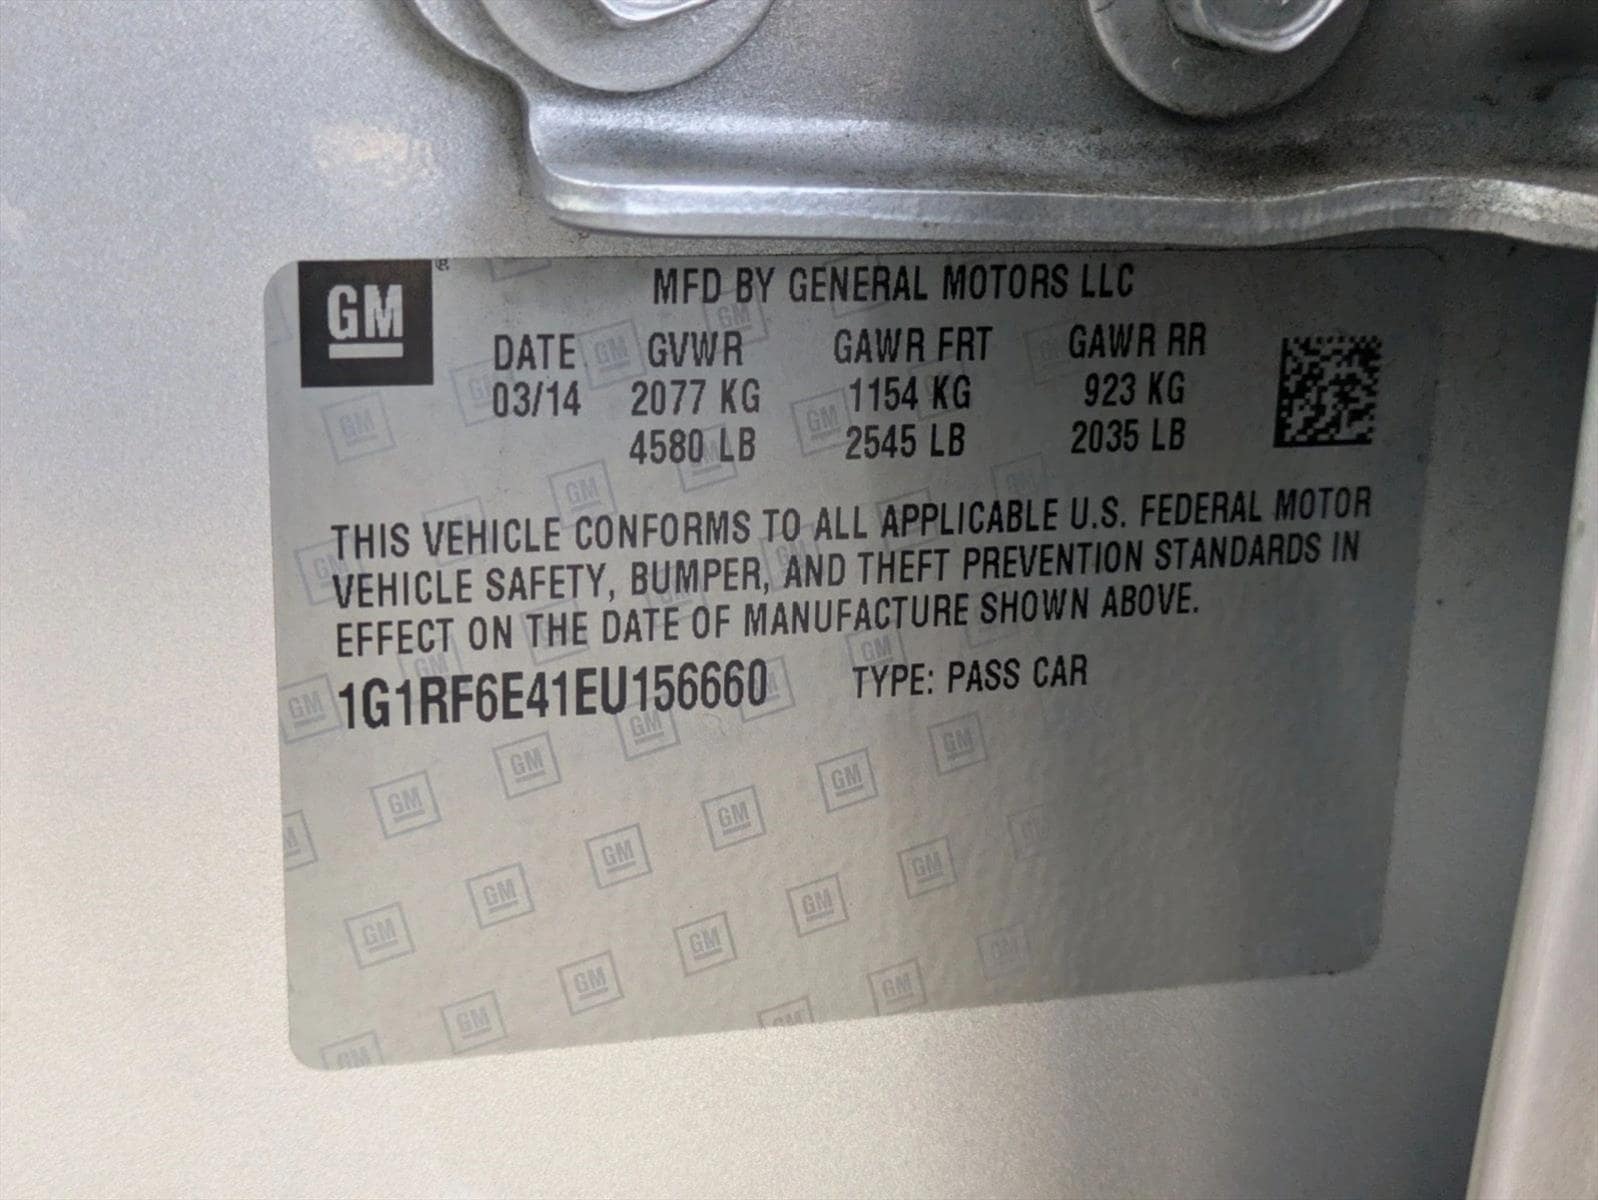 GM
MFD BY GENERAL MOTORS LLC
DATE GVWR GAWR FRT GAWR RR
03/14 2077 KG 1154 KG 923 KG
4580 LB 2545 LB 2035 LB
THIS VEHICLE CONFORMS TO ALL APPLICABLE U.S. FEDERAL MOTOR
VEHICLE SAFETY, BUMPER, AND THEFT PREVENTION STANDARDS IN
EFFECT ON THE DATE OF MANUFACTURE SHOWN ABOVE.
1G1RF6E41EU156660 TYPE: PASS CAR